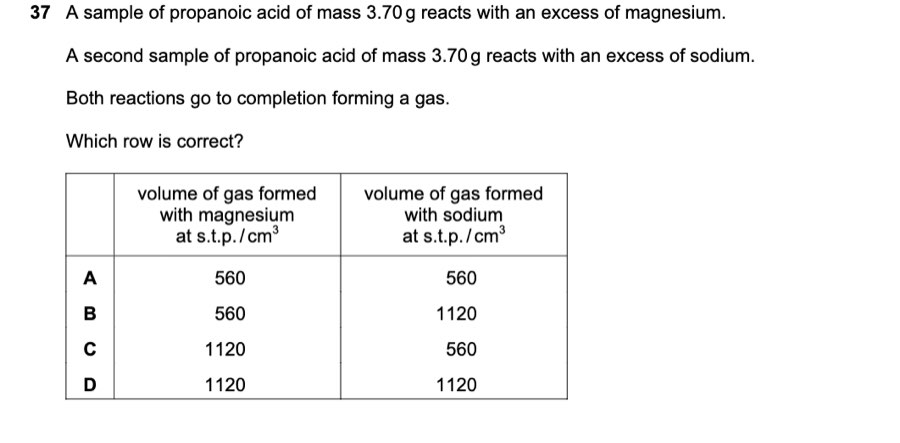 37 A sample of propanoic acid of mass 3.70 g reacts with an excess of magnesium.
A second sample of propanoic acid of mass 3.70 g reacts with an excess of sodium.
Both reactions go to completion forming a gas.
Which row is correct?
volume of gas formed with magnesium at s.t.p. / cm³ volume of gas formed with sodium at s.t.p. / cm³
A 560 560
B 560 1120
C 1120 560
D 1120 1120